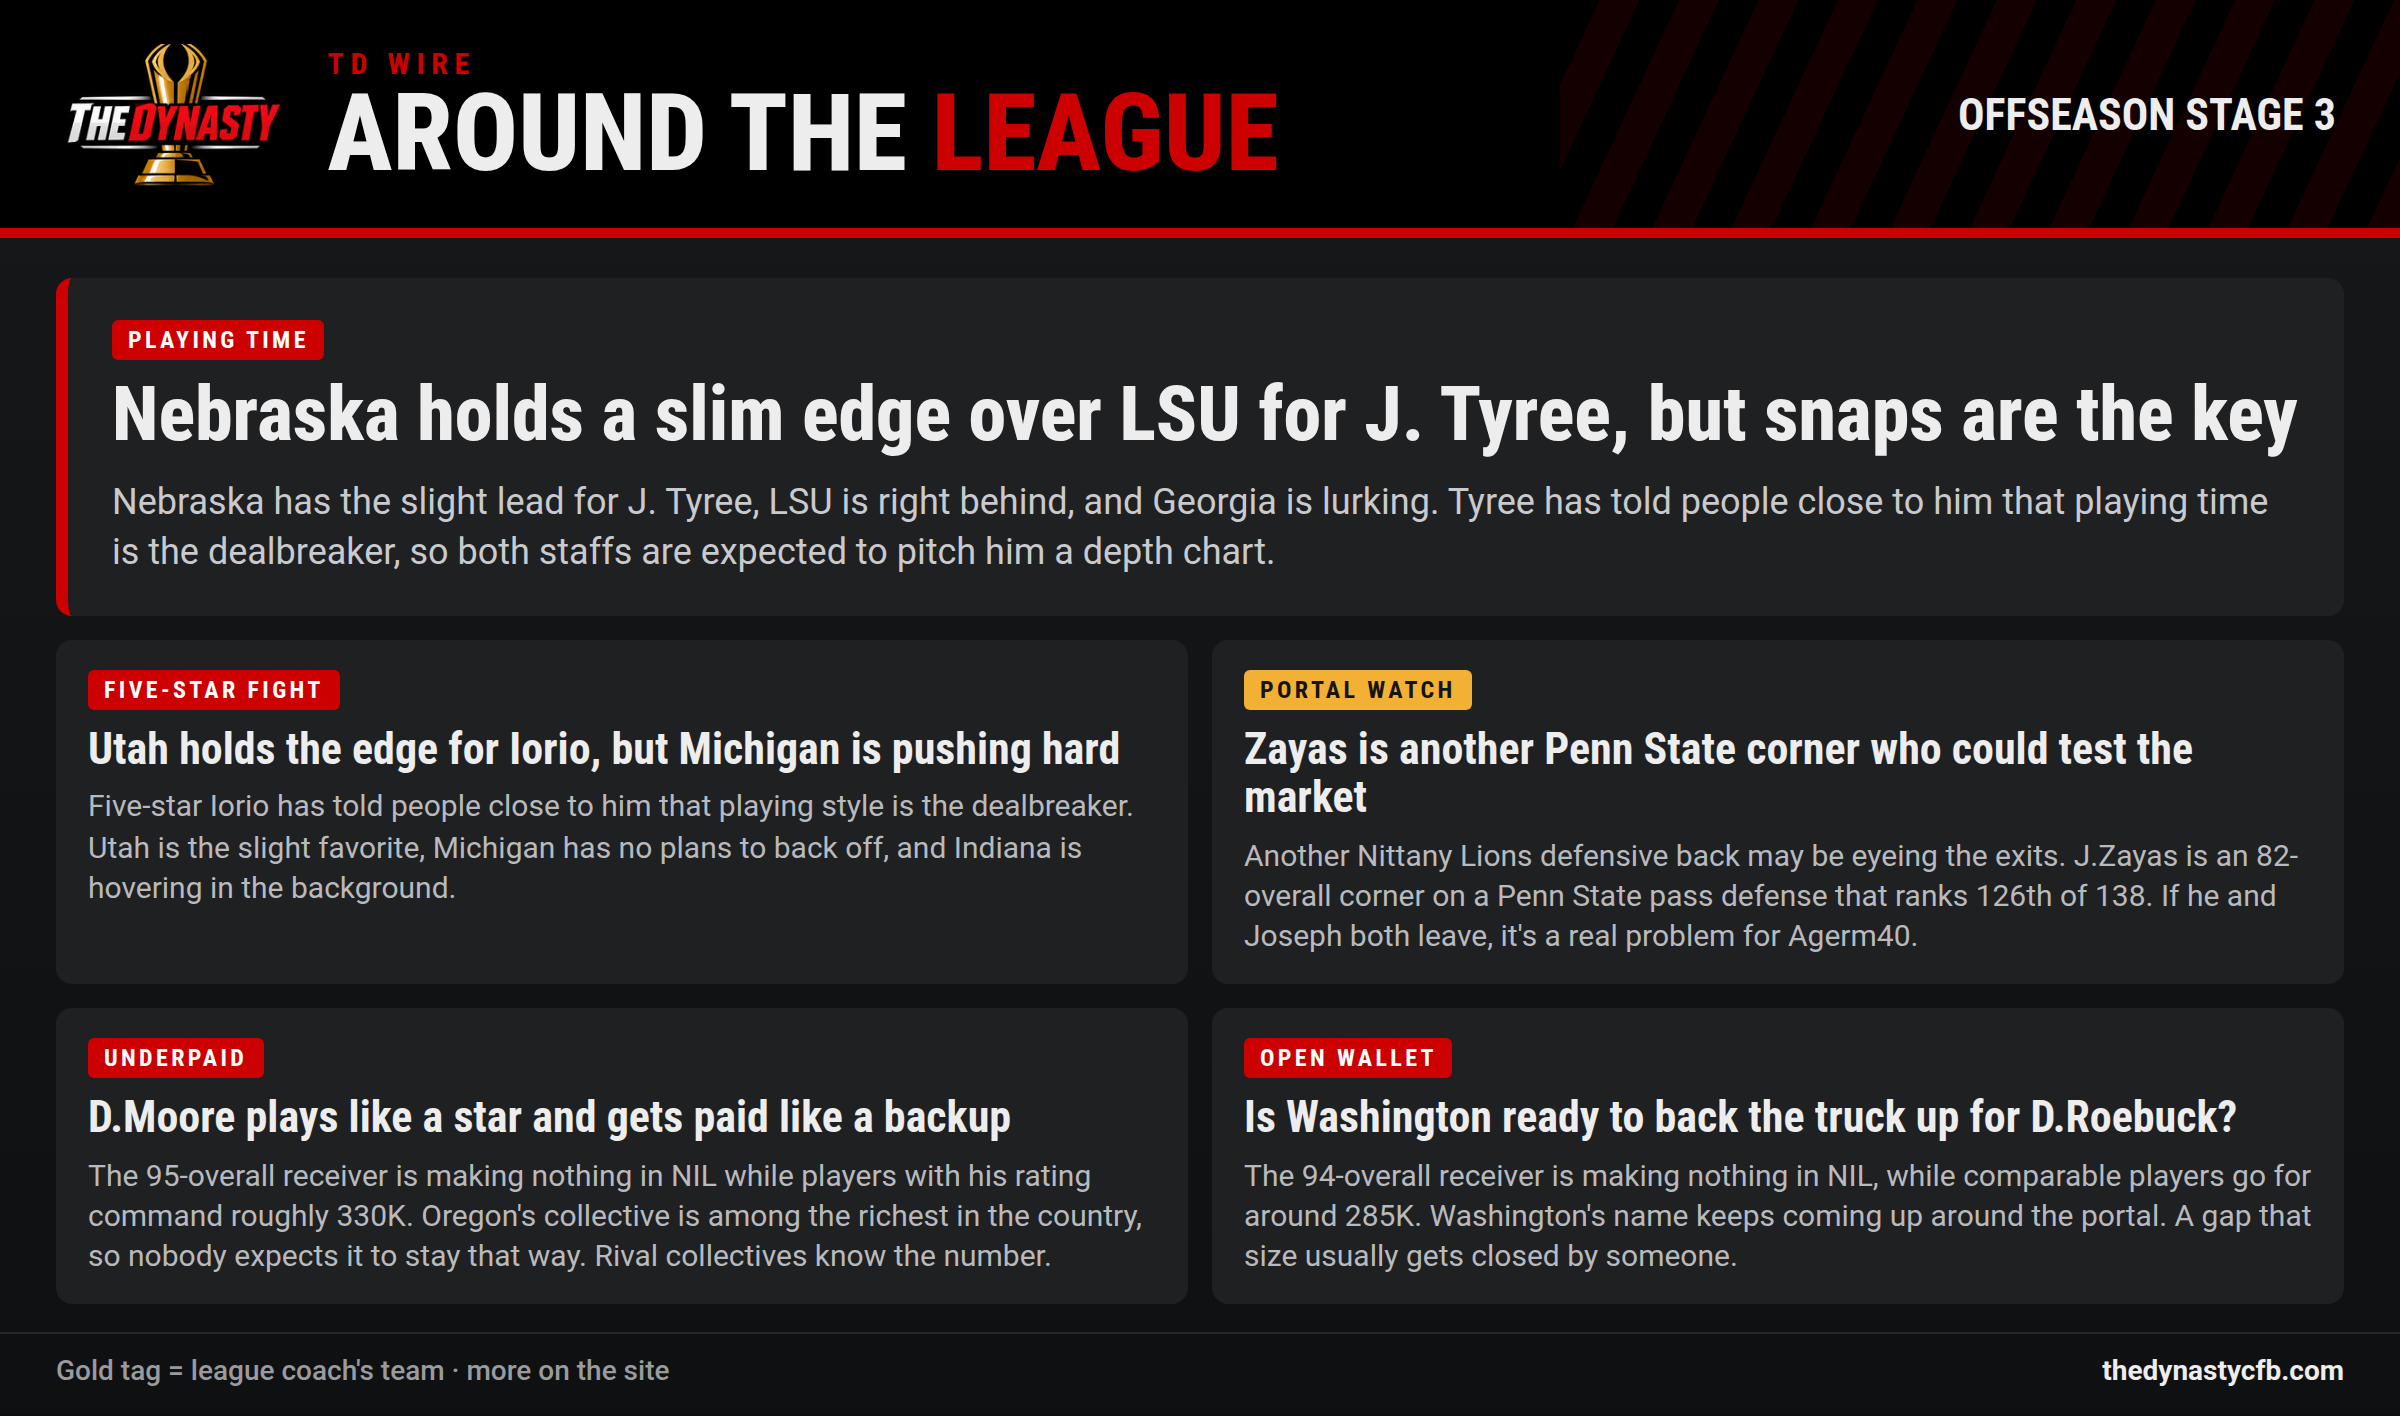 THE DYNASTY
TD WIRE
AROUND THE LEAGUE
OFFSEASON STAGE 3
PLAYING TIME
Nebraska holds a slim edge over LSU for J. Tyree, but snaps are the key
Nebraska has the slight lead for J. Tyree, LSU is right behind, and Georgia is lurking. Tyree has told people close to him that playing time
is the dealbreaker, so both staffs are expected to pitch him a depth chart.
FIVE-STAR FIGHT
Utah holds the edge for Iorio, but Michigan is pushing hard
Five-star Iorio has told people close to him that playing style is the dealbreaker.
Utah is the slight favorite, Michigan has no plans to back off, and Indiana is
hovering in the background.
PORTAL WATCH
Zayas is another Penn State corner who could test the
market
Another Nittany Lions defensive back may be eyeing the exits. J.Zayas is an 82-
overall corner on a Penn State pass defense that ranks 126th of 138. If he and
Joseph both leave, it's a real problem for Agerm40.
UNDERPAID
D.Moore plays like a star and gets paid like a backup
The 95-overall receiver is making nothing in NIL while players with his rating
command roughly 330K. Oregon's collective is among the richest in the country,
so nobody expects it to stay that way. Rival collectives know the number.
OPEN WALLET
Is Washington ready to back the truck up for D.Roebuck?
The 94-overall receiver is making nothing in NIL, while comparable players go for
around 285K. Washington's name keeps coming up around the portal. A gap that
size usually gets closed by someone.
Gold tag = league coach's team · more on the site
thedynastycfb.com